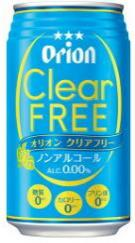 ★★★
Orion
Clear
FREE
オリオン クリアフリー
ノンアルコール
ALC.0.00%
糖質 カロリー プリン体
0 0 0